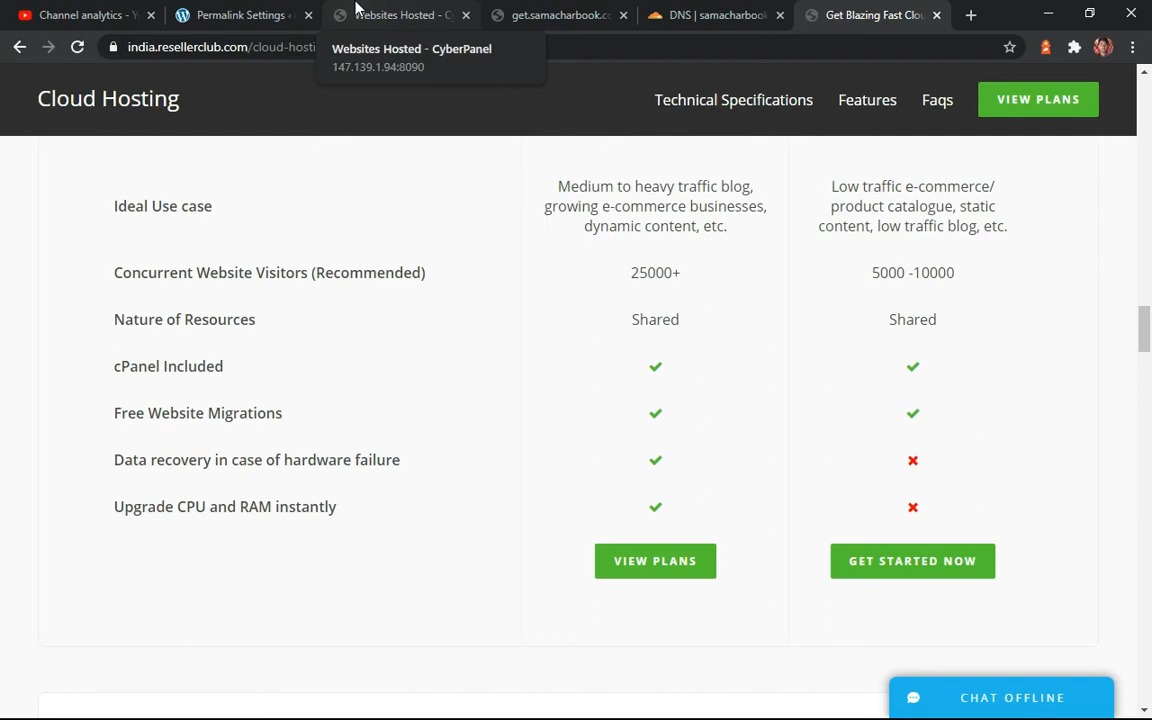 Channel analytics - Y
Permalink Settings ‹
Websites Hosted - C
get.samacharbook.co
DNS | samacharbook
Get Blazing Fast Clou
india.resellerclub.com/cloud-hosti
Websites Hosted - CyberPanel
147.139.1.94:8090
Cloud Hosting
Technical Specifications
Features
Faqs
VIEW PLANS
Ideal Use case
Medium to heavy traffic blog,
growing e-commerce businesses,
dynamic content, etc.
Low traffic e-commerce/
product catalogue, static
content, low traffic blog, etc.
Concurrent Website Visitors (Recommended)
25000+
5000 -10000
Nature of Resources
Shared
Shared
cPanel Included
Free Website Migrations
Data recovery in case of hardware failure
Upgrade CPU and RAM instantly
VIEW PLANS
GET STARTED NOW
CHAT OFFLINE